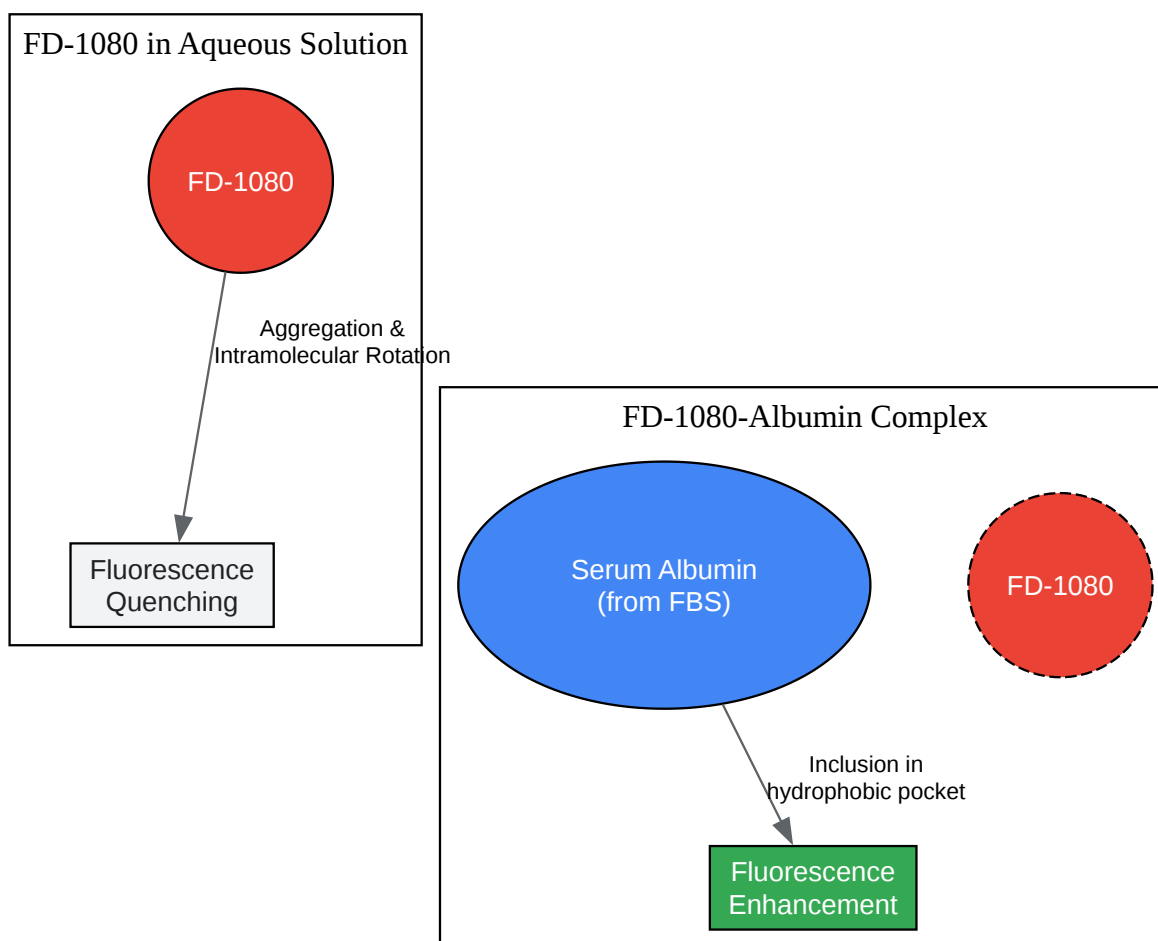 FD-1080 in Aqueous Solution
FD-1080
Aggregation &
Intramolecular Rotation
Fluorescence
Quenching
FD-1080-Albumin Complex
Serum Albumin
(from FBS)
FD-1080
Inclusion in
hydrophobic pocket
Fluorescence
Enhancement